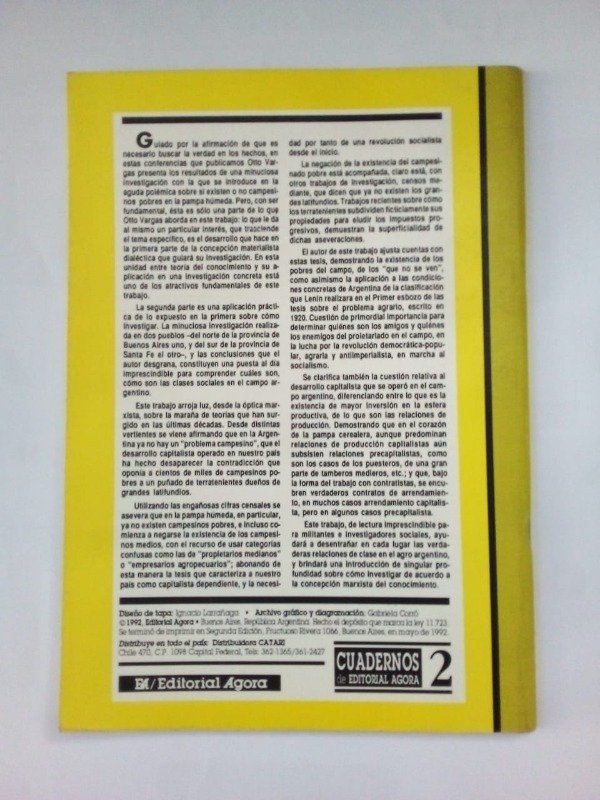 Guiado por la afirmación de que es
necesario buscar la verdad en los hechos, en
estas conferencias que publicamos Otto Var-
gas presenta los resultados de una minuciosa
investigación con la que se introduce en la
aguda polémica sobre si existen o no campesi-
nos pobres en la pampa húmeda. Pero, con ser
fundamental, ésta es sólo una parte de lo que
Otto Vargas aborda en este trabajo: lo que le da
al mismo un particular interés, que trasciende
el tema específico, es el desarrollo que hace en
la primera parte de la concepción materialista
dialéctica que guiará su investigación. En esta
unidad entre teoría del conocimiento y su a-
plicación en una investigación concreta está
uno de los atractivos fundamentales de este
trabajo.
La segunda parte es una aplicación prácti-
ca de lo expuesto en la primera sobre cómo
investigar. La minuciosa investigación realiza-
da en dos pueblos –del norte de la provincia de
Buenos Aires uno, y del sur de la provincia de
Santa Fe el otro–, y las conclusiones que el
autor desgrana, constituyen una puesta al día
imprescindible para comprender cuáles son,
cómo son las clases sociales en el campo ar-
gentino.
Este trabajo arroja luz, desde la óptica mar-
xista, sobre la maraña de teorías que han sur-
gido en las últimas décadas. Desde distintas
vertientes se viene afirmando que en la Argen-
tina ya no hay un "problema campesino", que el
desarrollo capitalista operado en nuestro país
ha hecho desaparecer la contradicción que
oponía a cientos de miles de campesinos po-
bres a un puñado de terratenientes dueños de
grandes latifundios.
Utilizando las engañosas cifras censales se
asevera que en la pampa húmeda, en particular,
ya no existen campesinos pobres, e incluso co-
mienza a negarse la existencia de los campesi-
nos medios, con el recurso de usar categorías
confusas como las de "propietarios medianos"
o "empresarios agropecuarios"; abonando de
esta manera la tesis que caracteriza a nuestro
país como capitalista dependiente, y la necesi-
dad por tanto de una revolución socialista
desde el inicio.
La negación de la existencia del campesi-
nado pobre está acompañada, claro está, con
otros trabajos de investigación, censos ma-
diante, que dicen que ya no existen los gran-
des latifundios. Trabajos recientes sobre cómo
los terratenientes subdividen ficticiamente sus
propiedades para eludir los impuestos pro-
gresivos, demuestran la superficialidad de
dichas aseveraciones.
El autor de este trabajo ajusta cuentas con
estas tesis, demostrando la existencia de los
pobres del campo, de los "que no se ven",
como asimismo la aplicación a las condicio-
nes concretas de Argentina de la clasificación
que Lenin realizara en el Primer esbozo de las
tesis sobre el problema agrario, escrito en
1920. Cuestión de primordial importancia para
determinar quiénes son los amigos y quiénes
los enemigos del proletariado en el campo, en
la lucha por la revolución democrática-popu-
lar, agraria y antiimperialista, en marcha al
socialismo.
Se clarifica también la cuestión relativa al
desarrollo capitalista que se operó en el cam-
po argentino, diferenciando entre lo que es la
existencia de mayor inversión en la esfera
productiva, de lo que son las relaciones de
producción. Demostrando que en el corazón
de la pampa cerealera, aunque predominan
relaciones de producción capitalistas aún
subsisten relaciones precapitalistas, como
son los casos de los puesteros, de una gran
parte de tamberos medieros, etc.; y que, bajo
la forma del trabajo con contratistas, se encu-
bren verdaderos contratos de arrendamien-
to, en muchos casos arrendamiento capitalis-
ta, pero en algunos casos precapitalista.
Este trabajo, de lectura imprescindible pa-
ra militantes e investigadores sociales, ayu-
dará a desentrañar en cada lugar las verda-
deras relaciones de clase en el agro argentino,
y brindará una introducción de singular pro-
fundidad sobre cómo investigar de acuerdo a
la concepción marxista del conocimiento.
Diseño de tapa: Ignacio Larrañaga • Archivo gráfico y diagramación: Gabriela Corró
© 1992, Editorial Agora • Buenos Aires, República Argentina. Hecho el depósito que marca la ley 11.723
Se terminó de imprimir en Segunda Edición, Fructuoso Rivera 1066, Buenos Aires, en mayo de 1992.
Distribuye en todo el país: Distribuidora CATARI
Chile 470, C.P. 1098 Capital Federal, Tels: 362-1365/361-2427
EA/Editorial Agora
CUADERNOS
de EDITORIAL AGORA
2